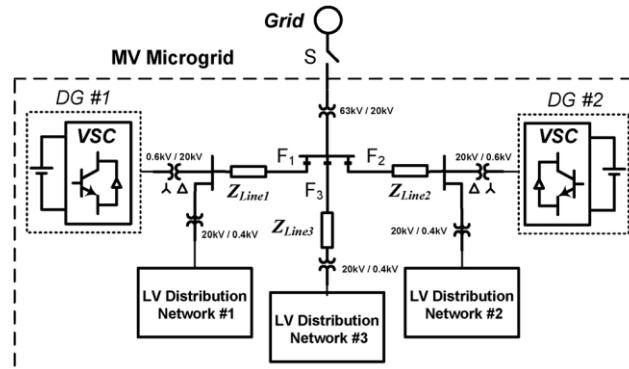 Grid
S
MV Microgrid
63kV / 20kV
DG #1
DG #2
VSC
VSC
0.6kV / 20kV
F1
F2
20kV / 0.6kV
ZLine1
F3
ZLine2
20kV / 0.4kV
ZLine3
20kV / 0.4kV
20kV / 0.4kV
LV Distribution
Network #1
LV Distribution
Network #3
LV Distribution
Network #2